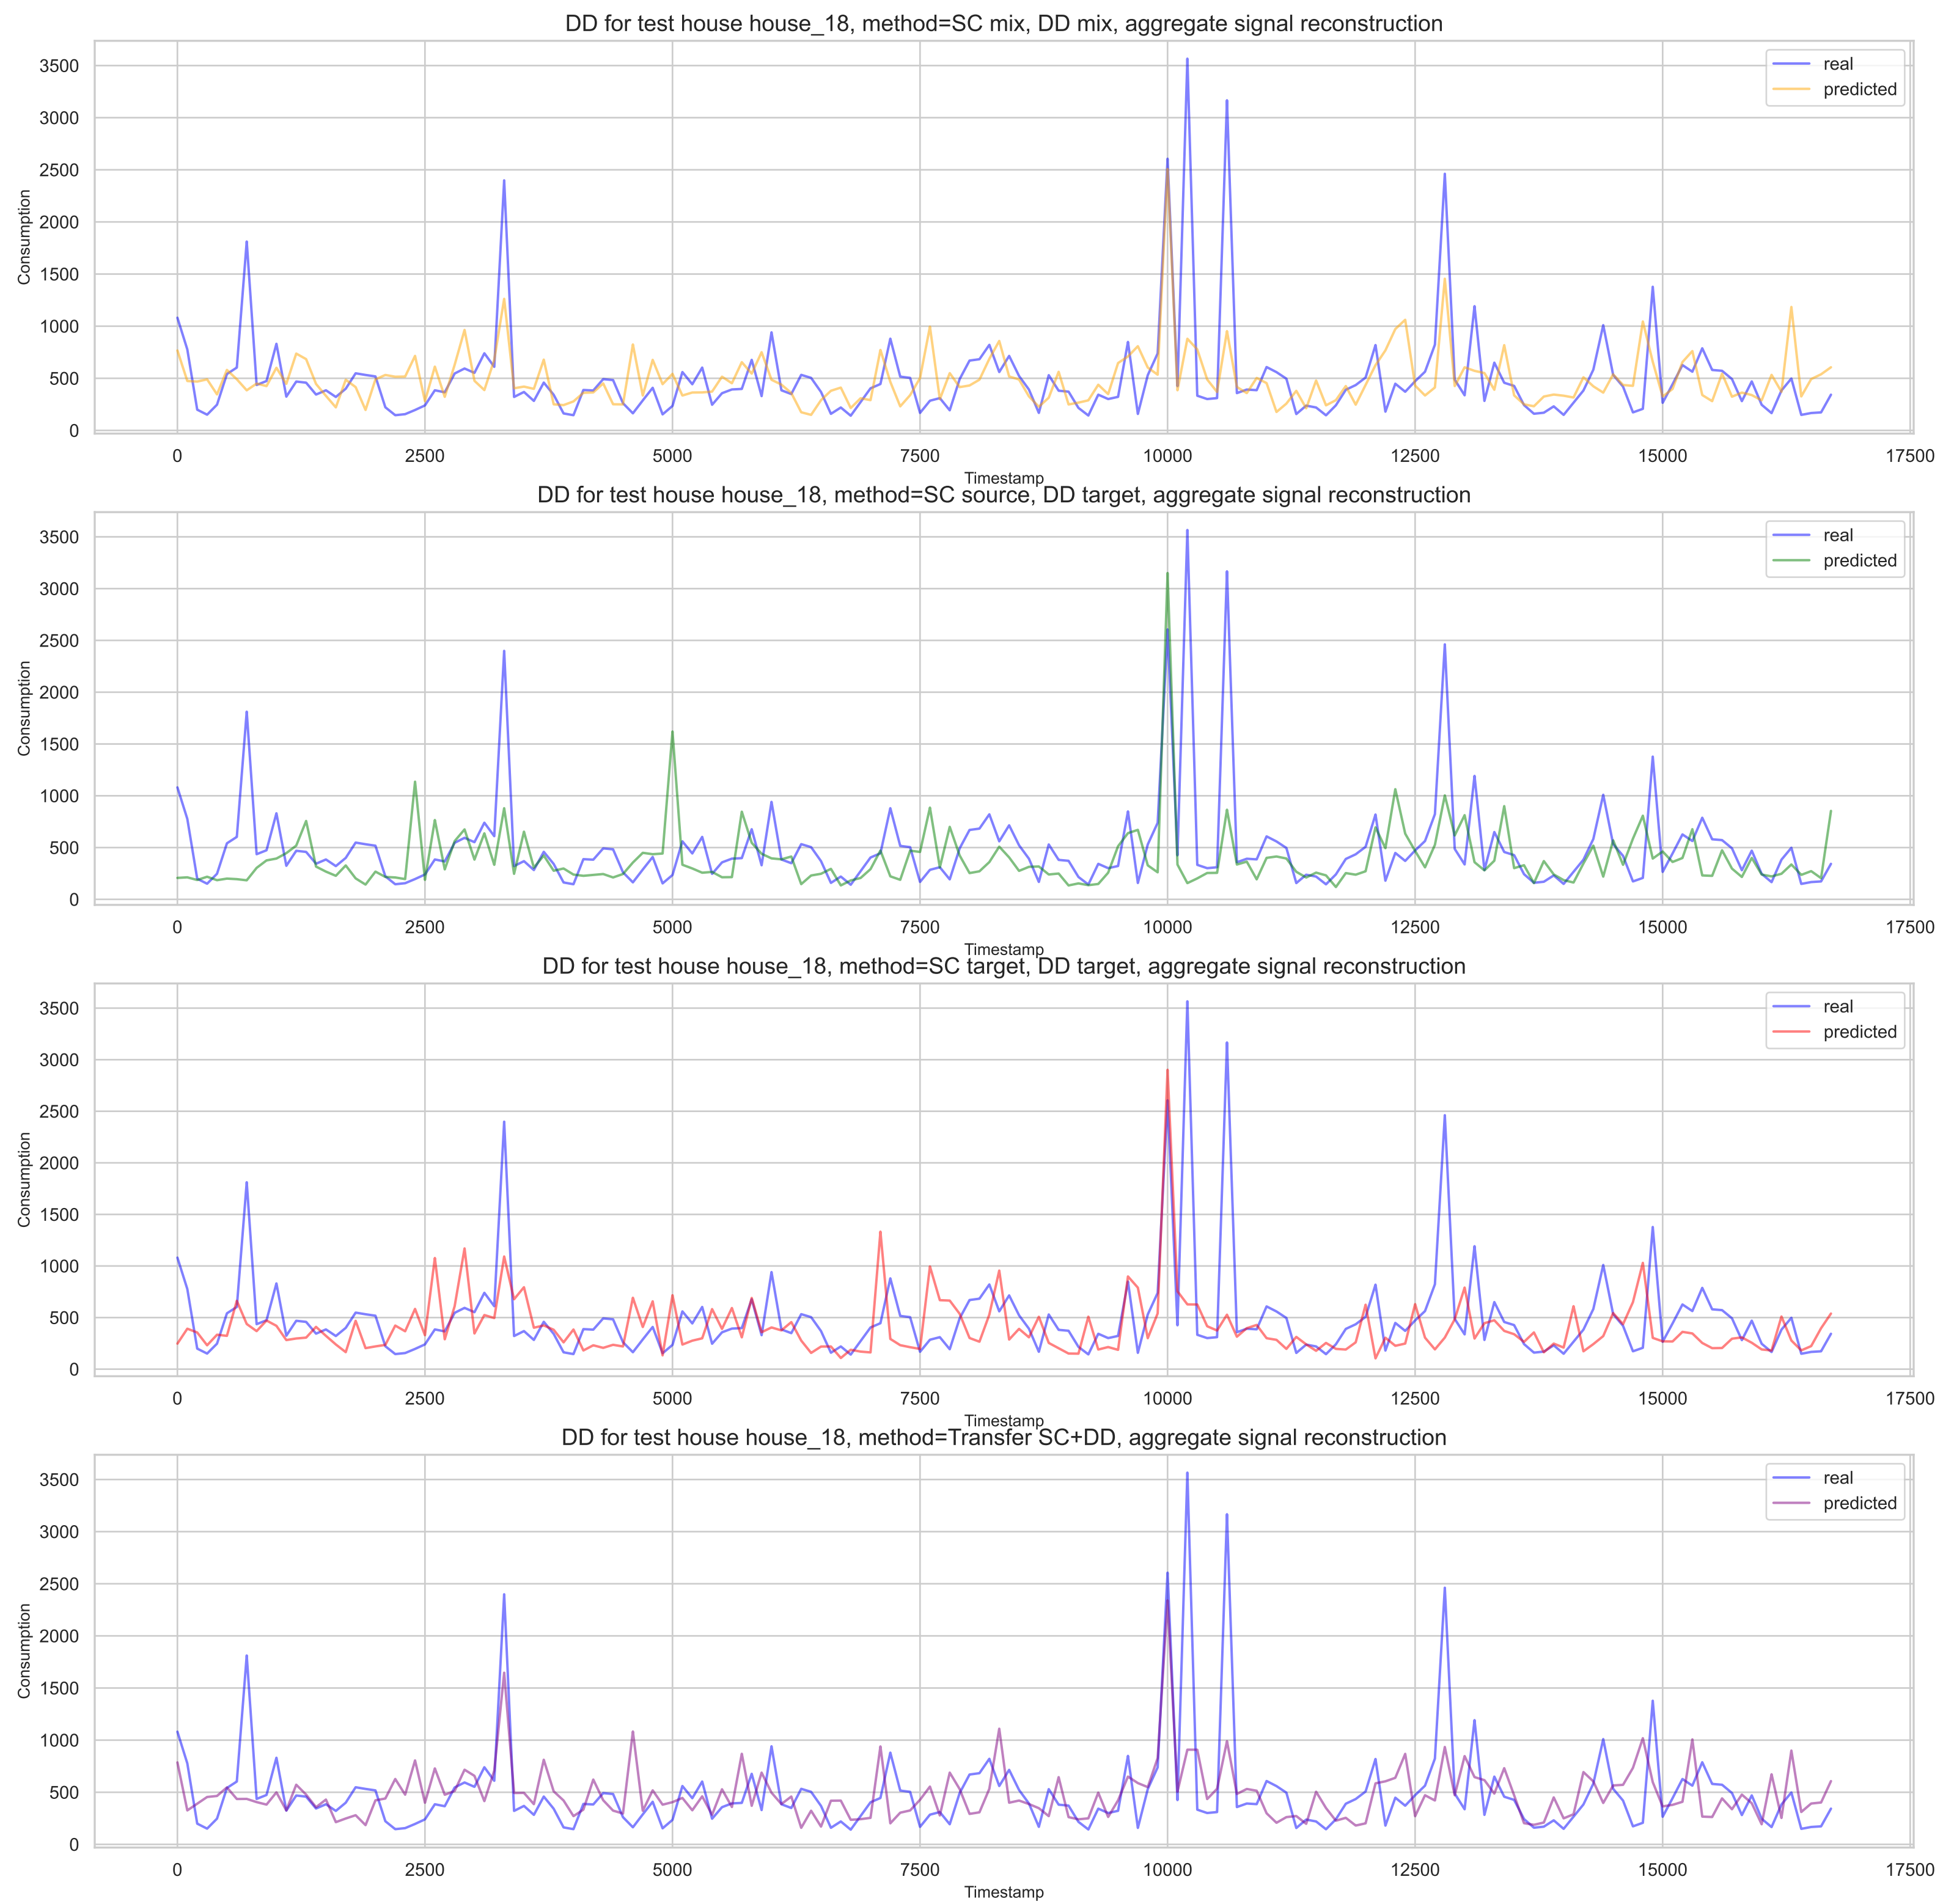 DD for test house house_18, method=SC mix, DD mix, aggregate signal reconstruction
real
predicted
Consumption
3500
3000
2500
2000
1500
1000
500
0
0 2500 5000 7500 10000 12500 15000 17500
Timestamp
DD for test house house_18, method=SC source, DD target, aggregate signal reconstruction
real
predicted
Consumption
3500
3000
2500
2000
1500
1000
500
0
0 2500 5000 7500 10000 12500 15000 17500
Timestamp
DD for test house house_18, method=SC target, DD target, aggregate signal reconstruction
real
predicted
Consumption
3500
3000
2500
2000
1500
1000
500
0
0 2500 5000 7500 10000 12500 15000 17500
Timestamp
DD for test house house_18, method=Transfer SC+DD, aggregate signal reconstruction
real
predicted
Consumption
3500
3000
2500
2000
1500
1000
500
0
0 2500 5000 7500 10000 12500 15000 17500
Timestamp